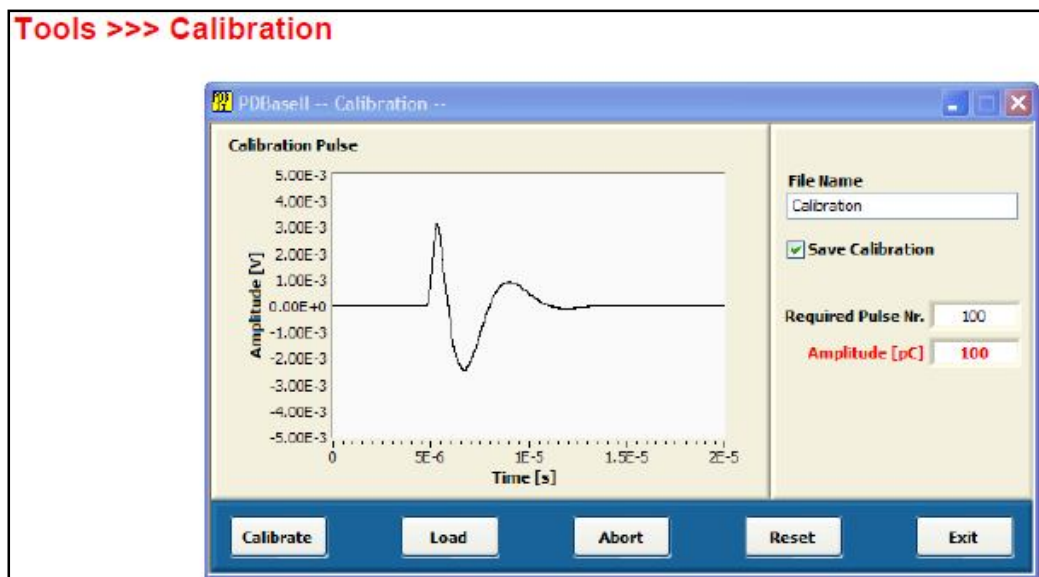 Tools >>> Calibration
PDBaseII -- Calibration --
Calibration Pulse
5.00E-3
4.00E-3
3.00E-3
2.00E-3
1.00E-3
0.00E+0
-1.00E-3
-2.00E-3
-3.00E-3
-4.00E-3
-5.00E-3
Amplitude [V]
0 5E-6 1E-5 1.5E-5 2E-5
Time [s]
File Name
Calibration
Save Calibration
Required Pulse Nr. 100
Amplitude [pC] 100
Calibrate Load Abort Reset Exit